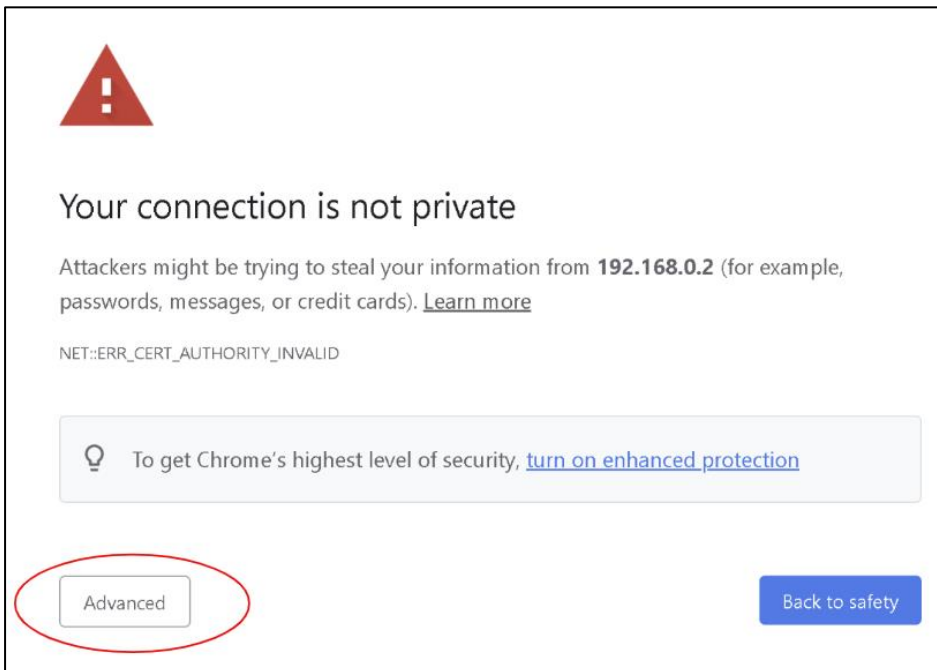 !
Your connection is not private
Attackers might be trying to steal your information from 192.168.0.2 (for example,
passwords, messages, or credit cards). Learn more
NET::ERR_CERT_AUTHORITY_INVALID
To get Chrome's highest level of security, turn on enhanced protection
Advanced
Back to safety